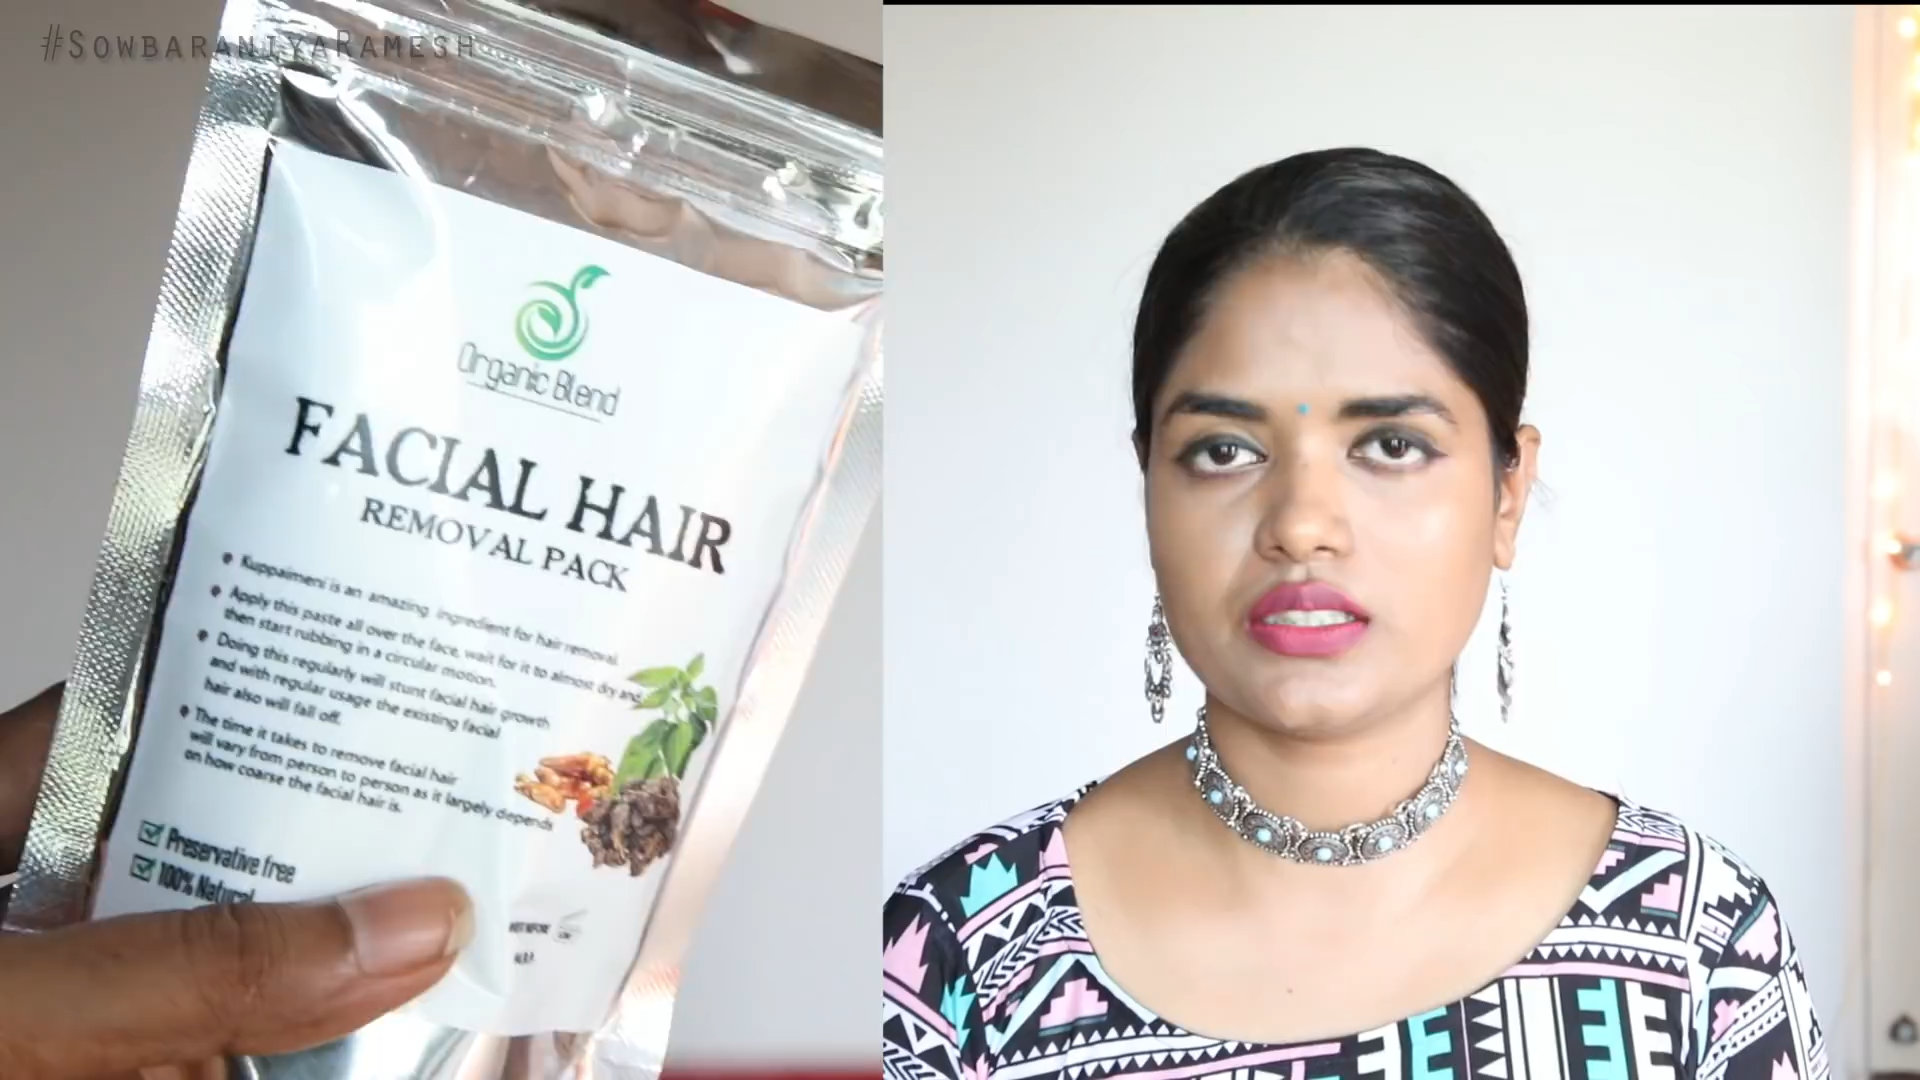 #SOWBARANIYARAMESH
Organic Blend
FACIAL HAIR
REMOVAL PACK
Kuppaimeni is an amazing ingredient for hair removal.
Apply this paste all over the face, wait for it to almost dry and
then start rubbing in a circular motion.
Doing this regularly will stunt facial hair growth
and with regular usage the existing facial
hair also will fall off.
The time it takes to remove facial hair
will vary from person to person as it largely depends
on how coarse the facial hair is.
Preservative free
100% Natural